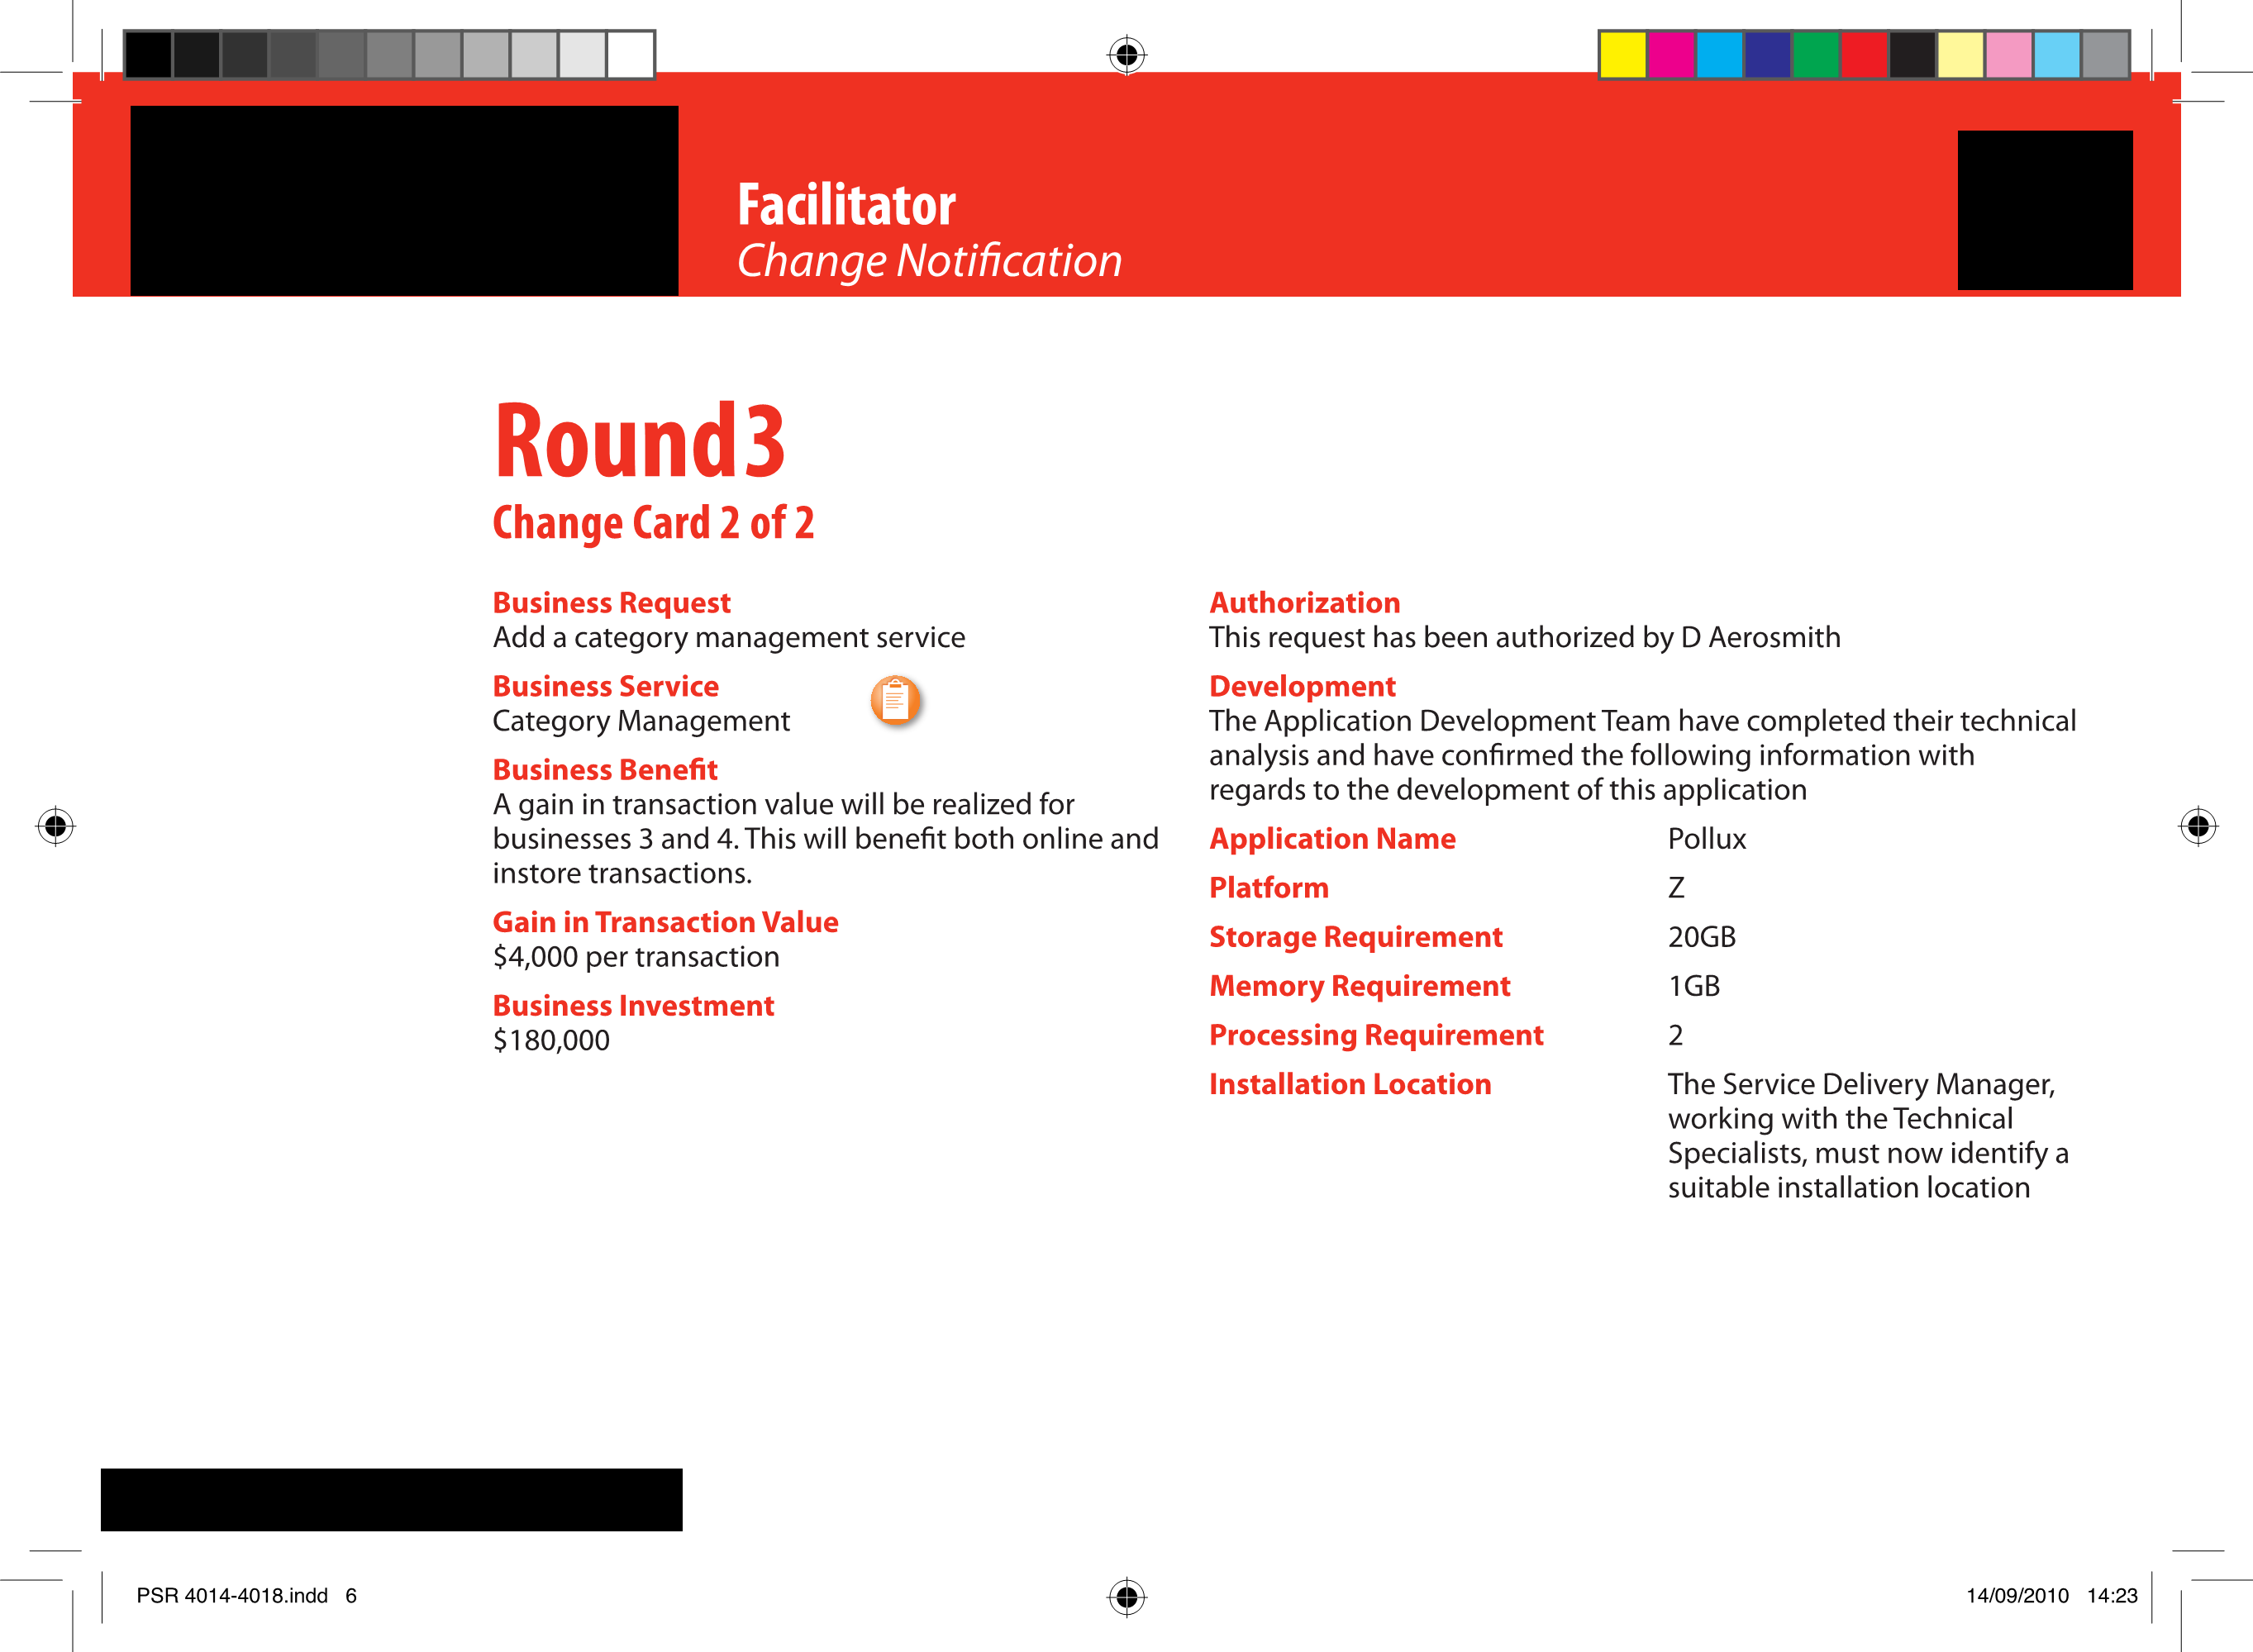 Facilitator
Change Notification
Round3
Change Card 2 of 2
Business Request
Add a category management service
Business Service
Category Management
Business Benefit
A gain in transaction value will be realized for
businesses 3 and 4. This will benefit both online and
instore transactions.
Gain in Transaction Value
$4,000 per transaction
Business Investment
$180,000
Authorization
This request has been authorized by D Aerosmith
Development
The Application Development Team have completed their technical
analysis and have confirmed the following information with
regards to the development of this application
Application Name Pollux
Platform Z
Storage Requirement 20GB
Memory Requirement 1GB
Processing Requirement 2
Installation Location The Service Delivery Manager,
working with the Technical
Specialists, must now identify a
suitable installation location
PSR 4014-4018.indd 6 14/09/2010 14:23